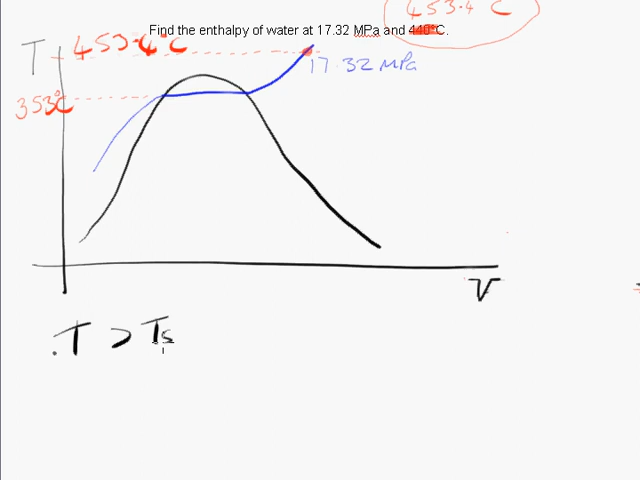 453.4 °C
Find the enthalpy of water at 17.32 MPa and 440°C.
T 453.4°C
17.32 MPa
353°C
V
T > Ts